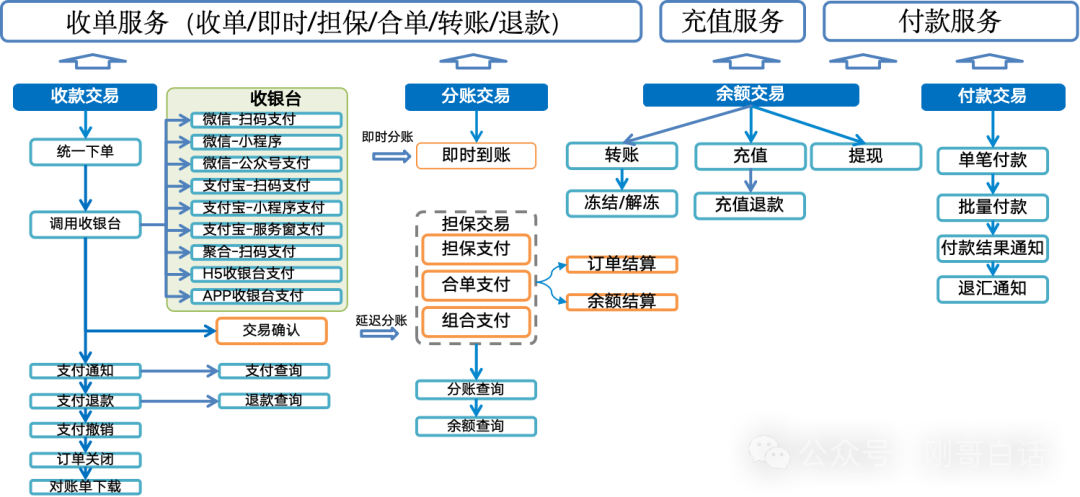 收单服务（收单/即时/担保/合单/转账/退款）
充值服务
付款服务
收款交易
统一下单
调用收银台
收银台
微信-扫码支付
微信-小程序
微信-公众号支付
支付宝-扫码支付
支付宝-小程序支付
支付宝-服务窗支付
聚合-扫码支付
H5收银台支付
APP收银台支付
交易确认
支付通知
支付查询
支付退款
退款查询
支付撤销
订单关闭
对账单下载
即时分账
延迟分账
分账交易
即时到账
担保交易
担保支付
合单支付
组合支付
订单结算
余额结算
分账查询
余额查询
余额交易
转账
充值
提现
冻结/解冻
充值退款
付款交易
单笔付款
批量付款
付款结果通知
退汇通知
公众号 刚哥白话